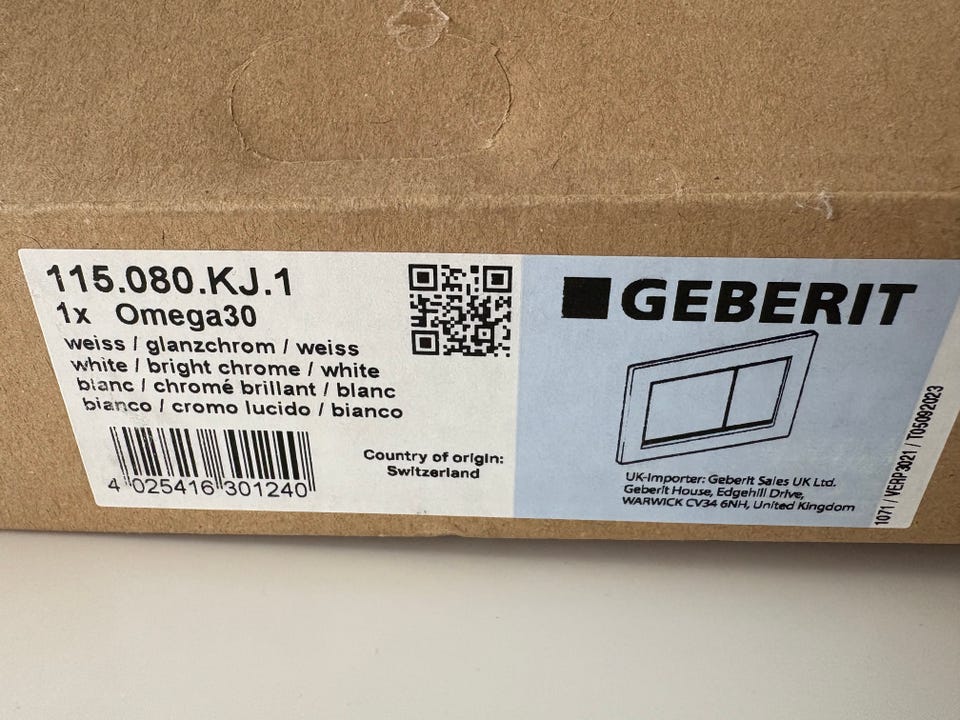 115.080.KJ.1
1x Omega30
weiss / glanzchrom / weiss
white / bright chrome / white
blanc / chromé brillant / blanc
bianco / cromo lucido / bianco
4 025416 301240
Country of origin:
Switzerland
GEBERIT
UK-Importer: Geberit Sales UK Ltd.
Geberit House, Edgehill Drive,
WARWICK CV34 6NH, United Kingdom
1071 / VERP3021 / T05092023